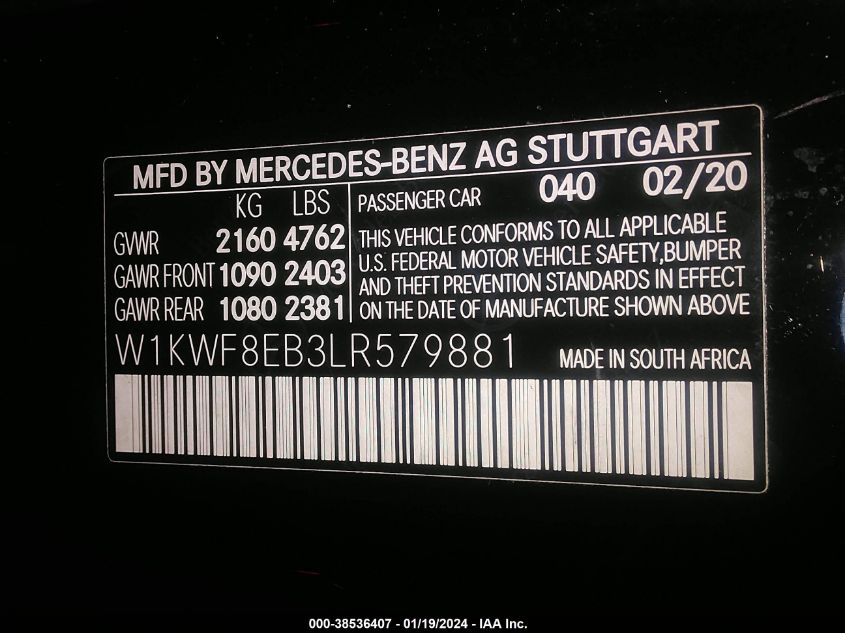 MFD BY MERCEDES-BENZ AG STUTTGART
KG LBS
GVWR 2160 4762
GAWR FRONT 1090 2403
GAWR REAR 1080 2381
PASSENGER CAR 040 02/20
THIS VEHICLE CONFORMS TO ALL APPLICABLE
U.S. FEDERAL MOTOR VEHICLE SAFETY,BUMPER
AND THEFT PREVENTION STANDARDS IN EFFECT
ON THE DATE OF MANUFACTURE SHOWN ABOVE
W1KWF8EB3LR579881
MADE IN SOUTH AFRICA
000-38536407 - 01/19/2024 - IAA Inc.